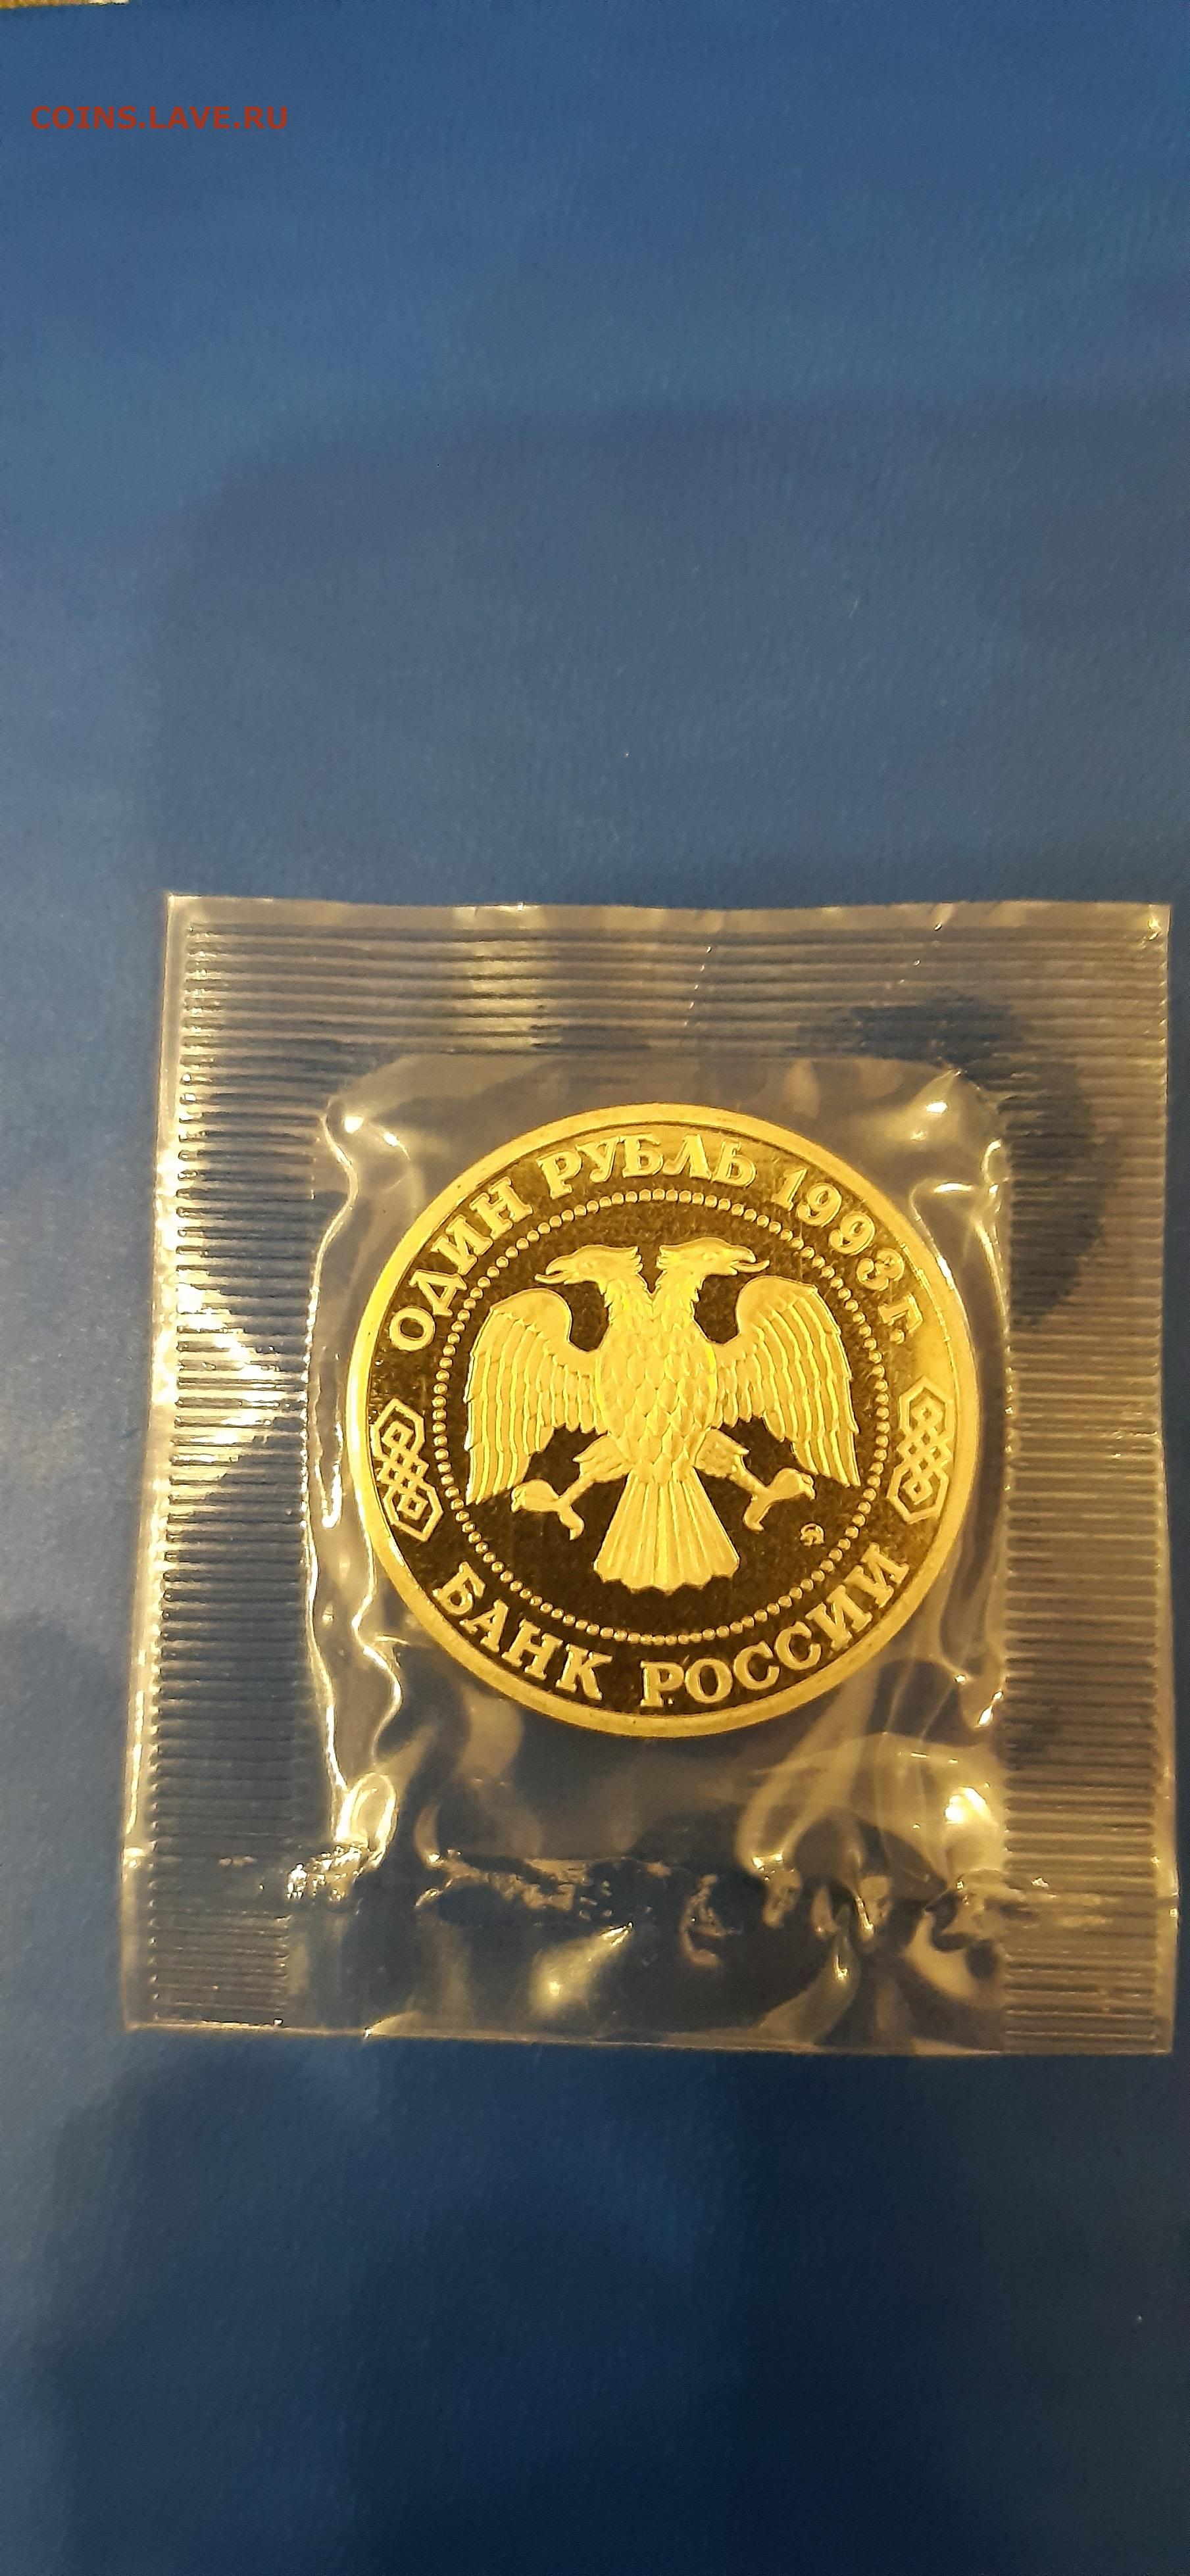 COINS.LAVE.RU
ОДИН РУБЛЬ 1993 г.
БАНК РОССИИ